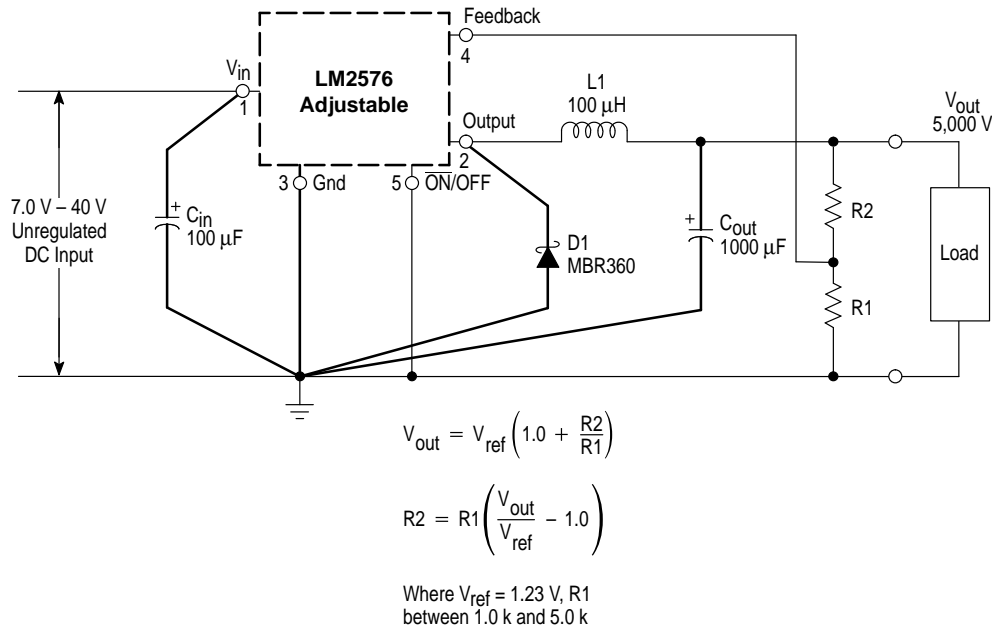 Feedback
4
V_in
1
LM2576
Adjustable
L1
100 μH
V_out
5,000 V
Output
2
3 Gnd
5 O̅N̅/OFF
7.0 V – 40 V
Unregulated
DC Input
+
C_in
100 μF
D1
MBR360
+
C_out
1000 μF
R2
R1
Load
V_out = V_ref (1.0 + R2/R1)
R2 = R1 (V_out/V_ref – 1.0)
Where V_ref = 1.23 V, R1
between 1.0 k and 5.0 k